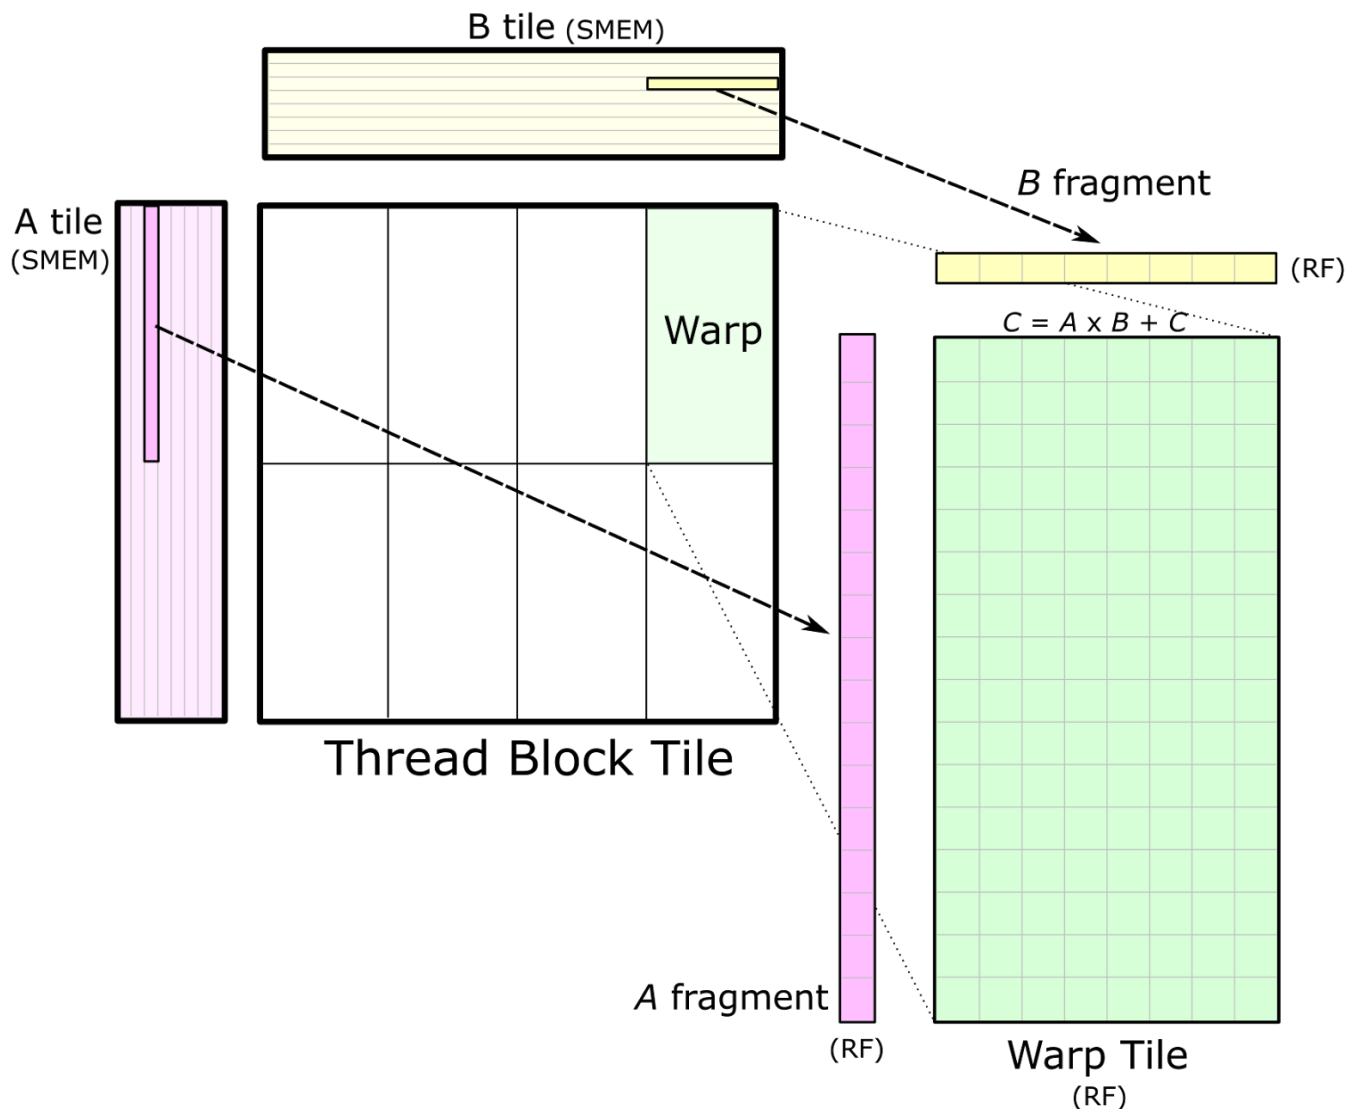 B tile (SMEM)
B fragment
A tile
(SMEM)
(RF)
C = A x B + C
Warp
Thread Block Tile
A fragment
(RF)
Warp Tile
(RF)